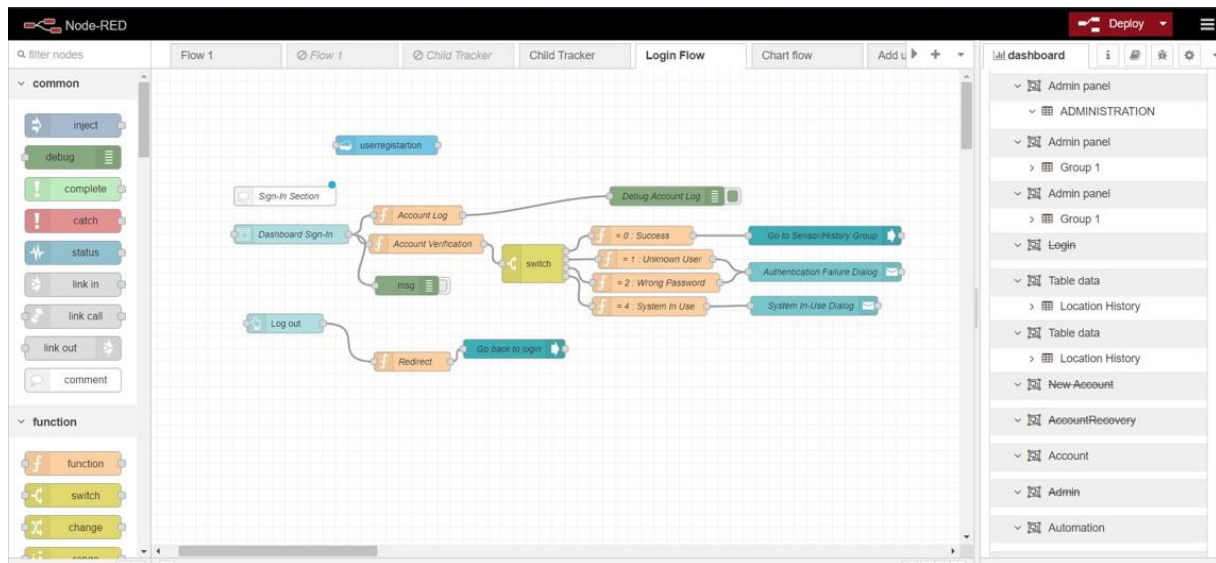 Node-RED
Deploy
filter nodes
Flow 1
Flow 1
Child Tracker
Child Tracker
Login Flow
Chart flow
Add u
dashboard
common
inject
debug
complete
catch
status
link in
link call
link out
comment
function
function
switch
change
range
userregistartion
Sign-In Section
Dashboard Sign-In
Account Log
Debug Account Log
Account Verification
msg
switch
= 0 : Success
Go to Sensor/History Group
= 1 : Unknown User
= 2 : Wrong Password
Authentication Failure Dialog
= 4 : System In Use
System In-Use Dialog
Log out
Redirect
Go back to login
Admin panel
ADMINISTRATION
Admin panel
Group 1
Admin panel
Group 1
Login
Table data
Location History
Table data
Location History
New Account
AccountRecovery
Account
Admin
Automation